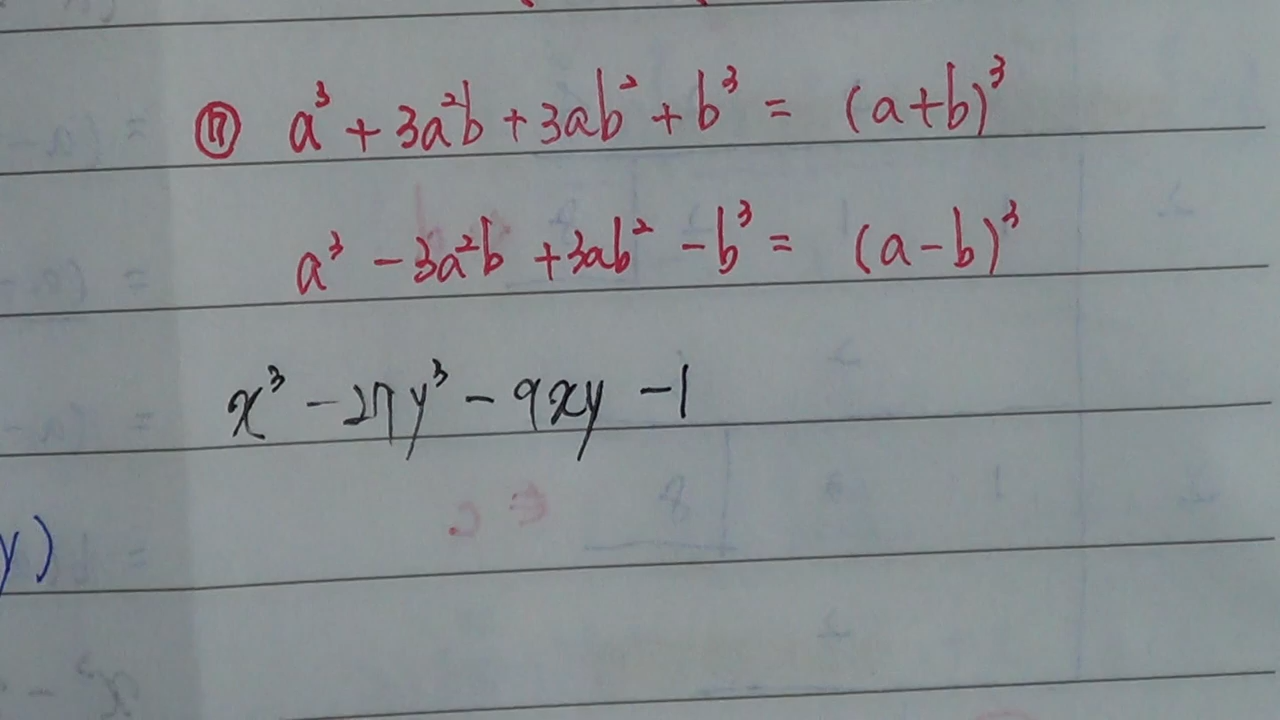 ⑰ a³ + 3a²b + 3ab² + b³ = (a+b)³
a³ - 3a²b + 3ab² - b³ = (a-b)³
x³ - 27y³ - 9xy - 1
y)